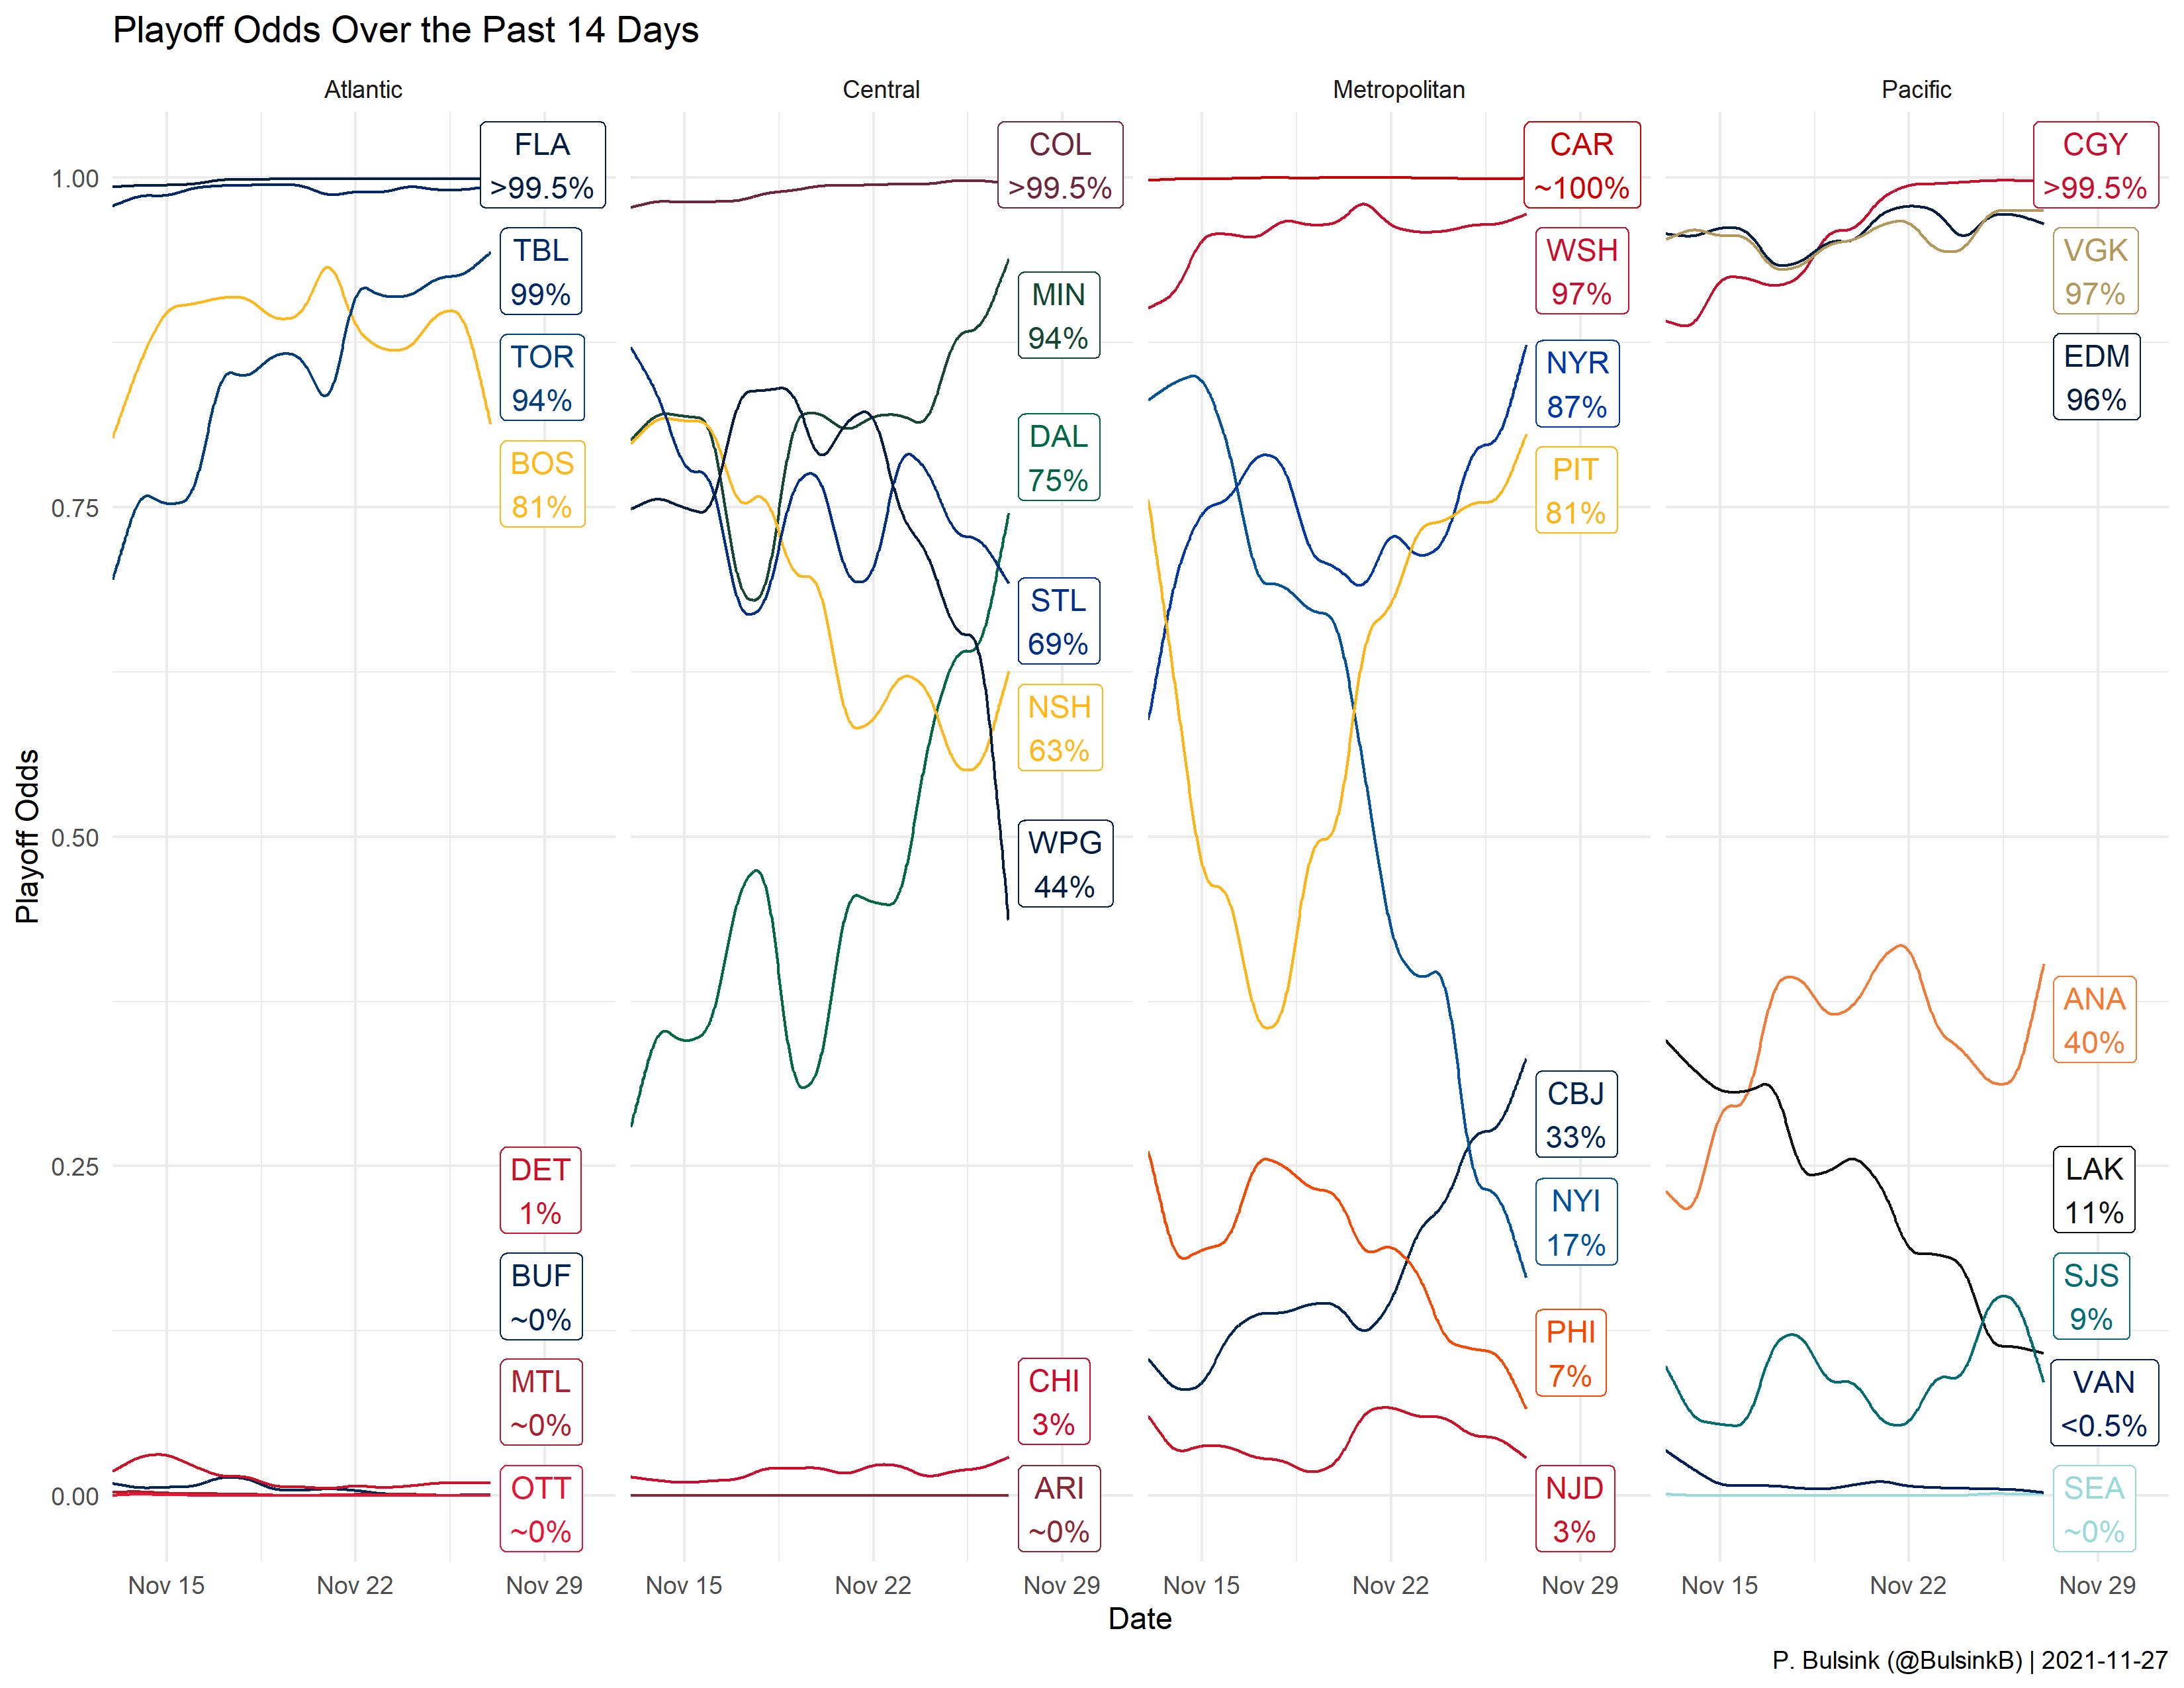 Playoff Odds Over the Past 14 Days
Atlantic
Central
Metropolitan
Pacific
Playoff Odds
1.00
0.75
0.50
0.25
0.00
FLA
>99.5%
TBL
99%
TOR
94%
BOS
81%
DET
1%
BUF
~0%
MTL
~0%
OTT
~0%
COL
>99.5%
MIN
94%
DAL
75%
STL
69%
NSH
63%
WPG
44%
CHI
3%
ARI
~0%
CAR
~100%
WSH
97%
NYR
87%
PIT
81%
CBJ
33%
NYI
17%
PHI
7%
NJD
3%
CGY
>99.5%
VGK
97%
EDM
96%
ANA
40%
LAK
11%
SJS
9%
VAN
<0.5%
SEA
~0%
Nov 15 Nov 22 Nov 29
Nov 15 Nov 22 Nov 29
Nov 15 Nov 22 Nov 29
Nov 15 Nov 22 Nov 29
Date
P. Bulsink (@BulsinkB) | 2021-11-27